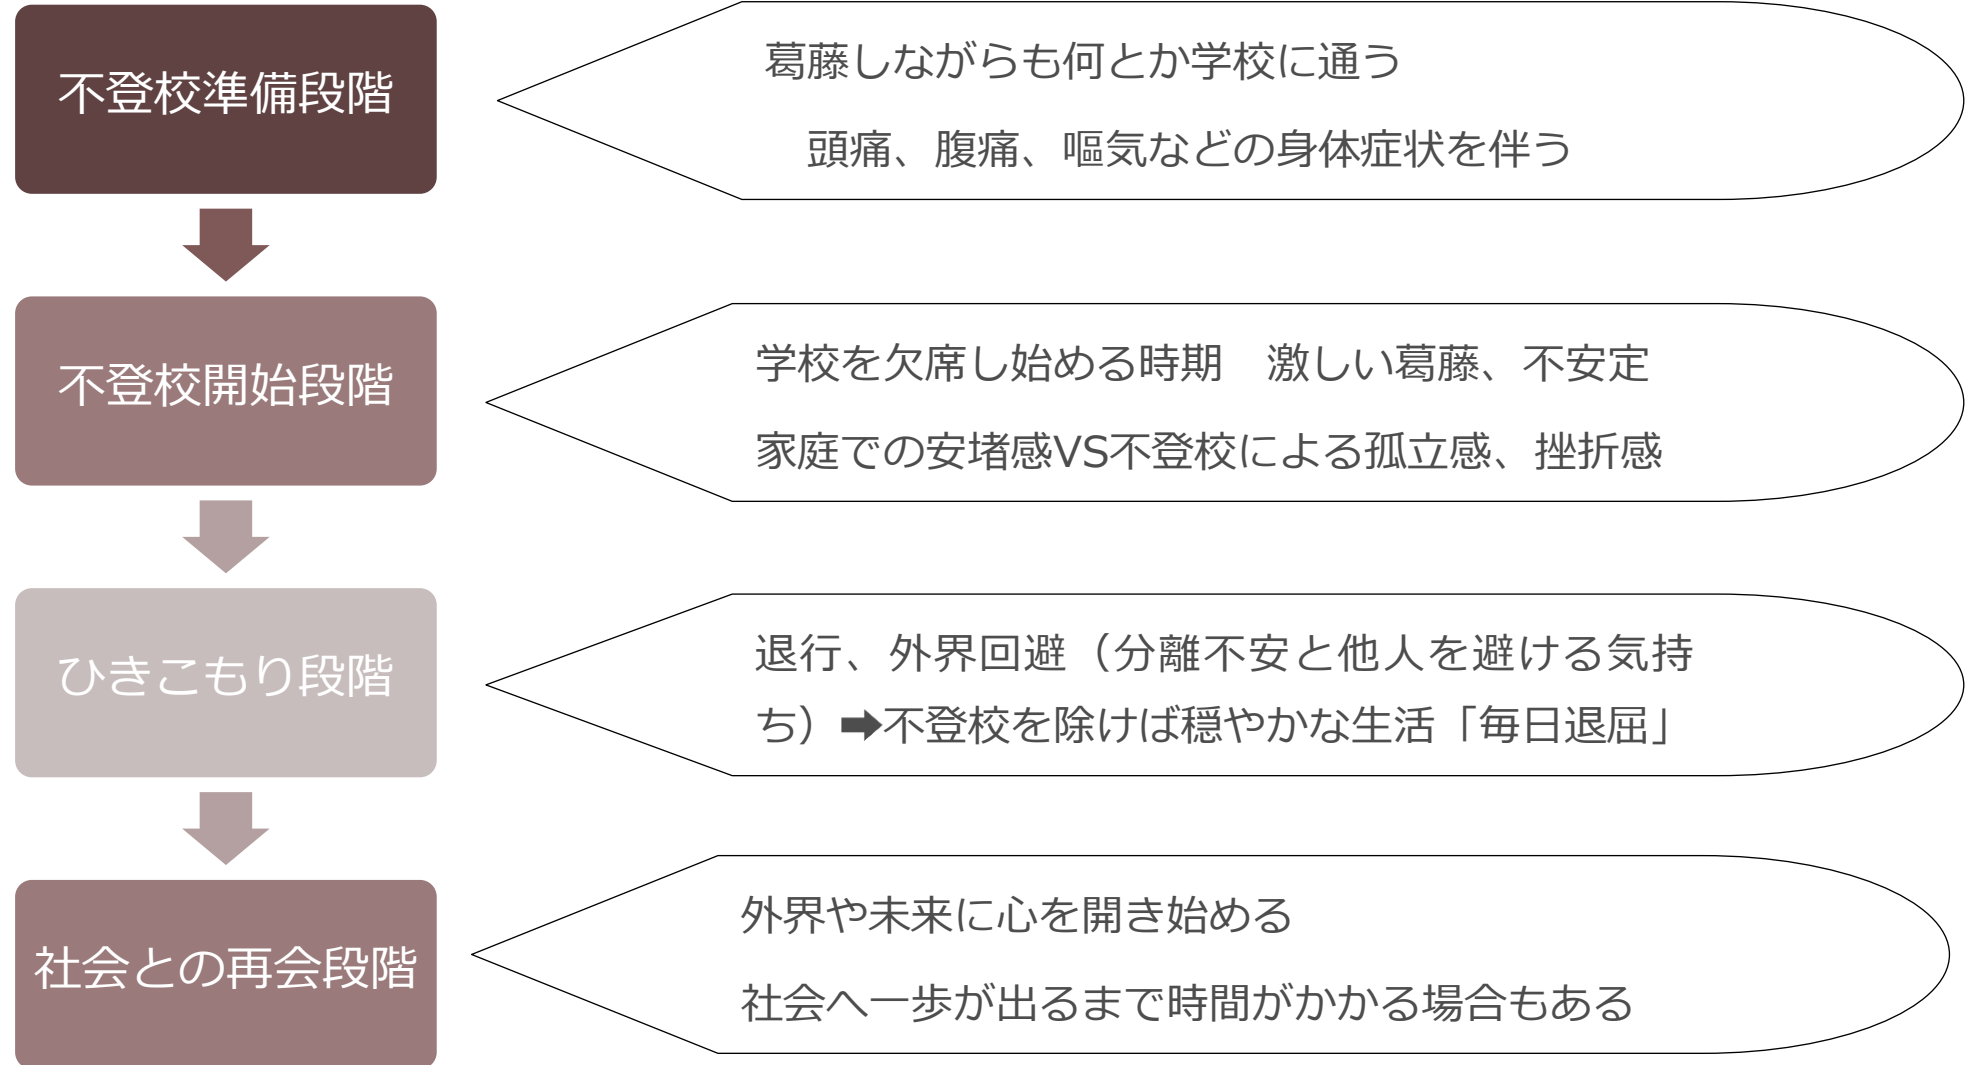 不登校準備段階
葛藤しながらも何とか学校に通う
頭痛、腹痛、嘔気などの身体症状を伴う
不登校開始段階
学校を欠席し始める時期　激しい葛藤、不安定
家庭での安堵感VS不登校による孤立感、挫折感
ひきこもり段階
退行、外界回避（分離不安と他人を避ける気持
ち）➡不登校を除けば穏やかな生活「毎日退屈」
社会との再会段階
外界や未来に心を開き始める
社会へ一歩が出るまで時間がかかる場合もある